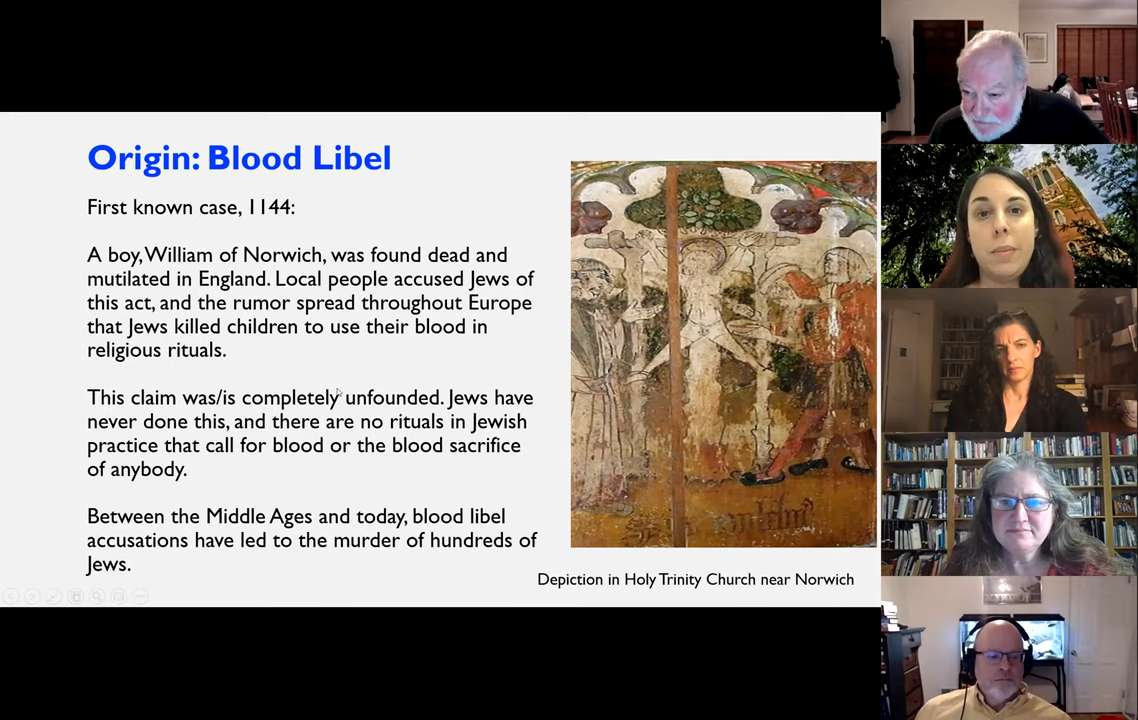 Origin: Blood Libel
First known case, 1144:
A boy, William of Norwich, was found dead and
mutilated in England. Local people accused Jews of
this act, and the rumor spread throughout Europe
that Jews killed children to use their blood in
religious rituals.
This claim was/is completely unfounded. Jews have
never done this, and there are no rituals in Jewish
practice that call for blood or the blood sacrifice
of anybody.
Between the Middle Ages and today, blood libel
accusations have led to the murder of hundreds of
Jews.
Depiction in Holy Trinity Church near Norwich